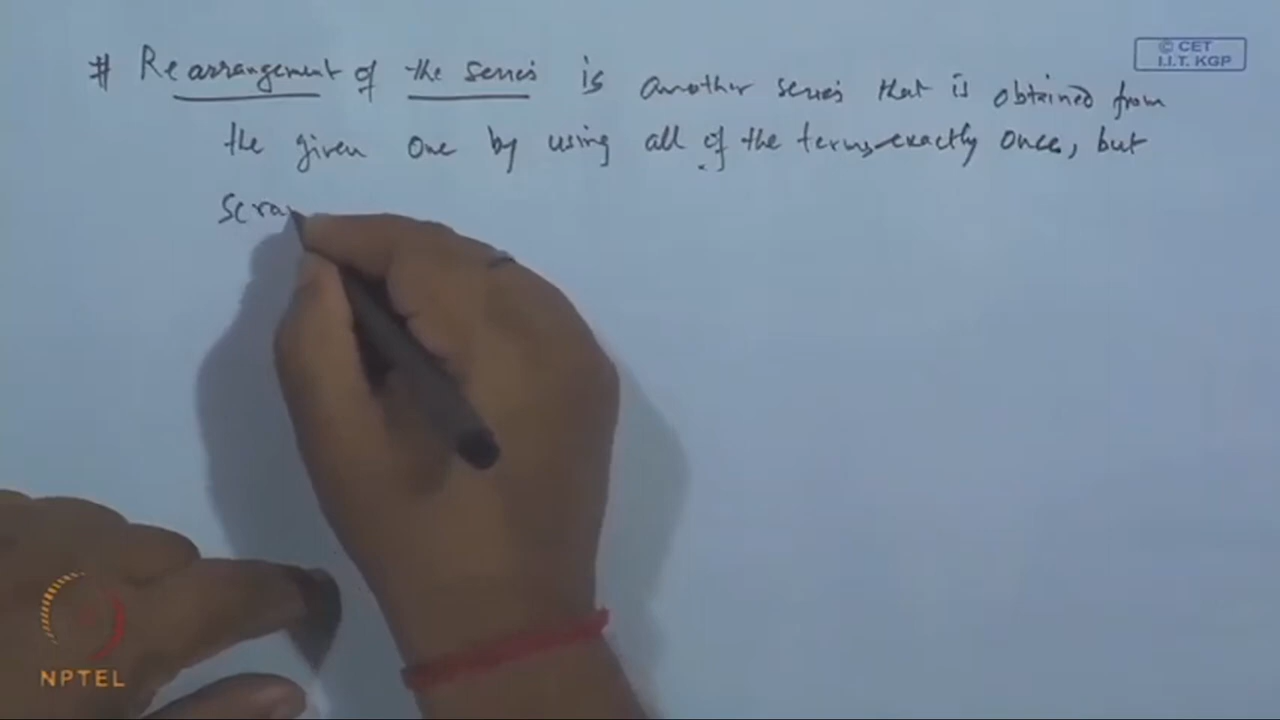 # Rearrangement of the series is another series that is obtained from
the given one by using all of the terms exactly once, but
scra
© CET
I.I.T. KGP
NPTEL